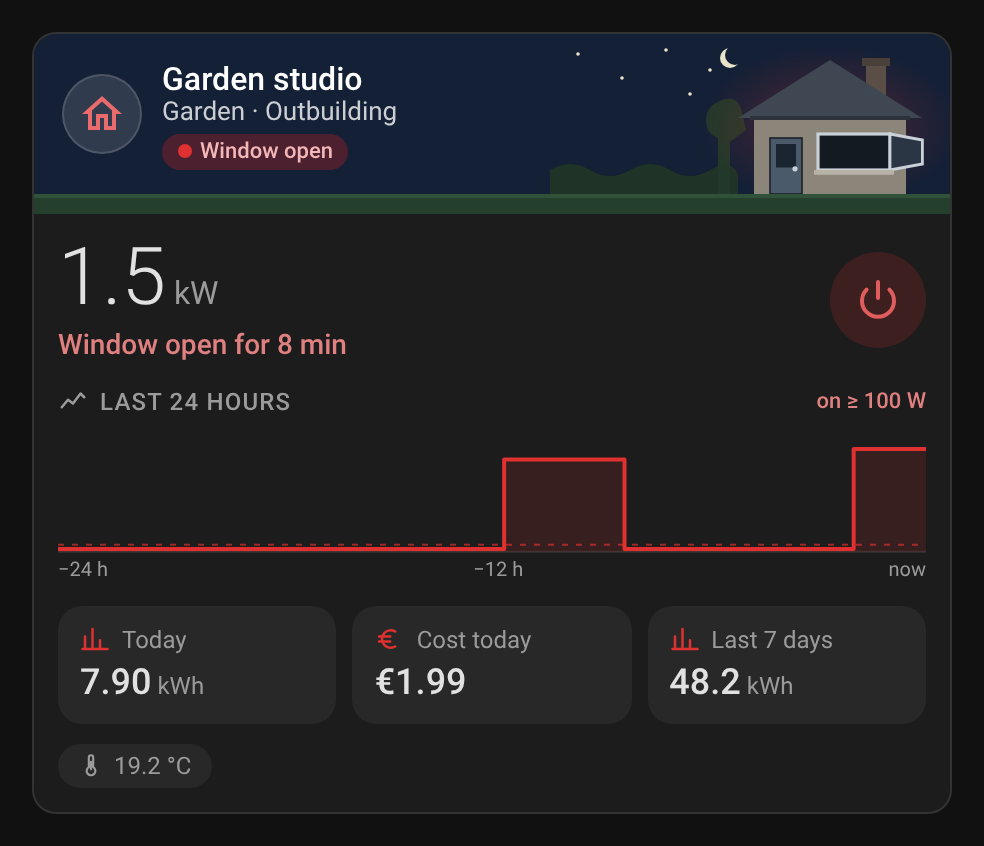 Garden studio
Garden · Outbuilding
Window open
1.5 kW
Window open for 8 min
LAST 24 HOURS
on ≥ 100 W
−24 h
−12 h
now
Today
7.90 kWh
€ Cost today
€1.99
Last 7 days
48.2 kWh
19.2 °C